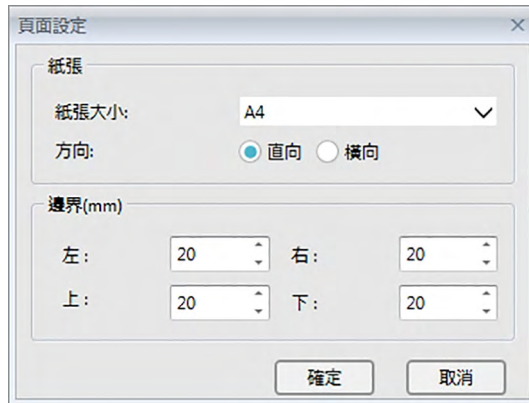 頁面設定
紙張
紙張大小: A4
方向: 直向 橫向
邊界(mm)
左: 20 右: 20
上: 20 下: 20
確定 取消